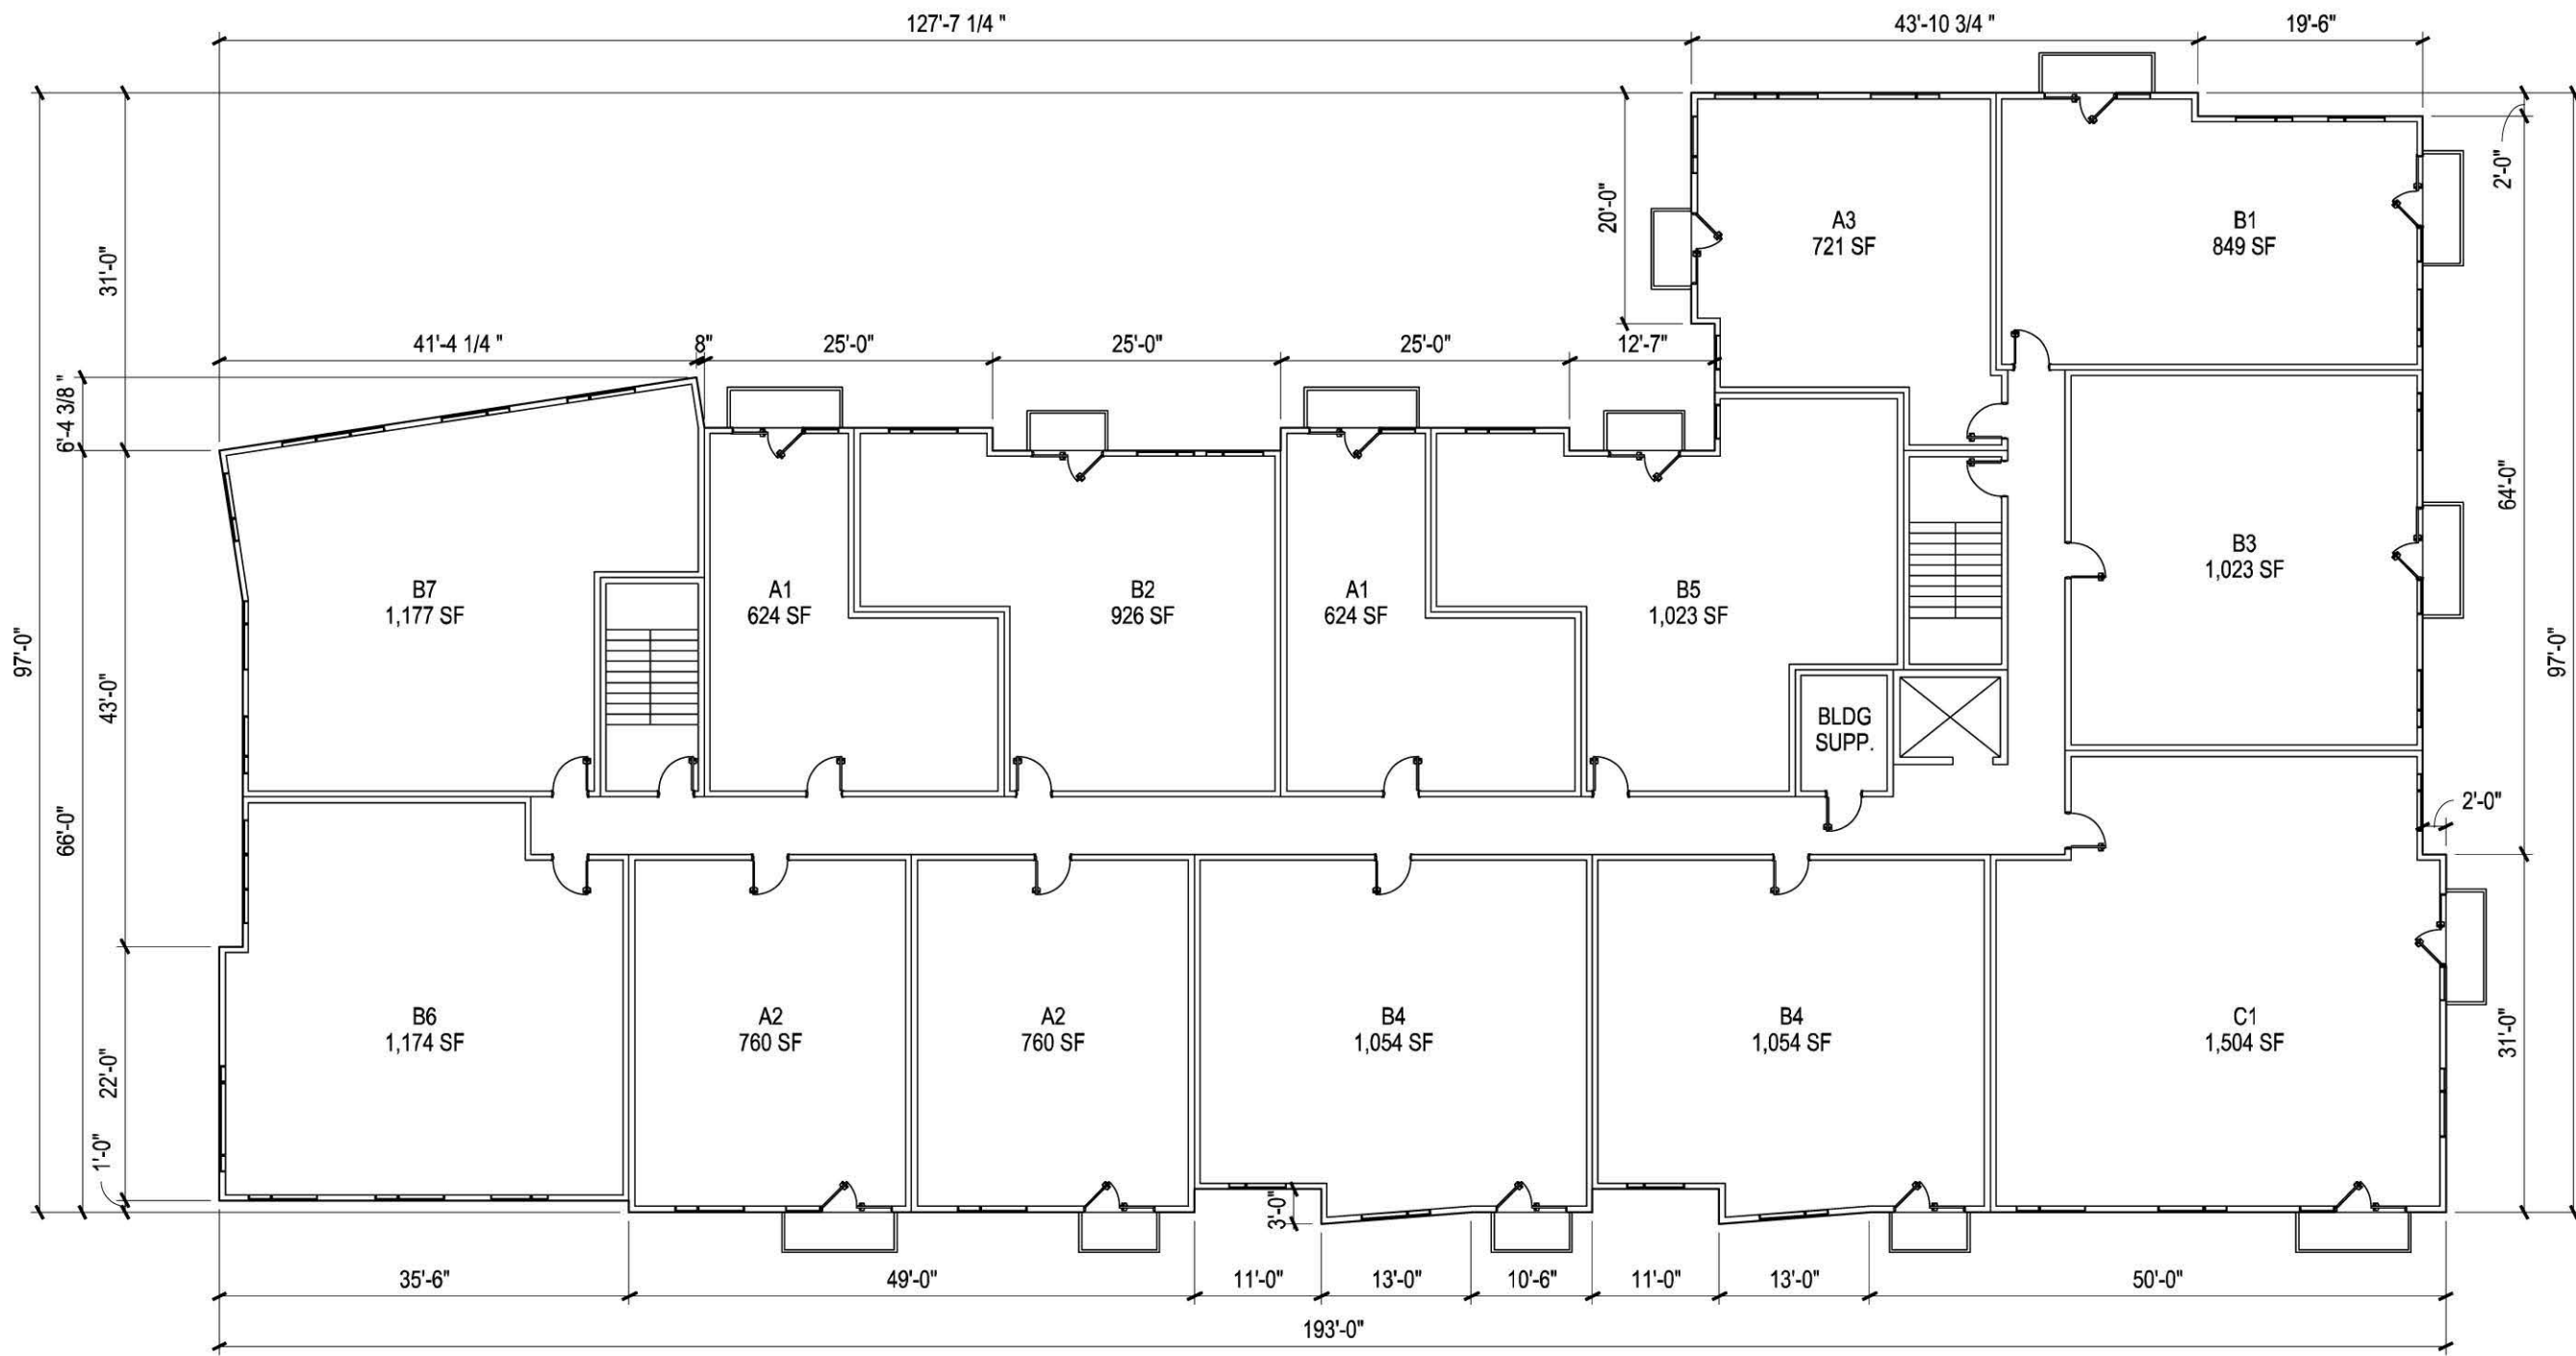 127'-7 1/4 "
43'-10 3/4 "
19'-6"
31'-0"
20'-0"
2'-0"
A3
721 SF
B1
849 SF
41'-4 1/4 "
8"
25'-0"
25'-0"
25'-0"
12'-7"
6'-4 3/8 "
64'-0"
B7
1,177 SF
A1
624 SF
B2
926 SF
A1
624 SF
B5
1,023 SF
B3
1,023 SF
97'-0"
43'-0"
66'-0"
97'-0"
BLDG
SUPP.
2'-0"
B6
1,174 SF
A2
760 SF
A2
760 SF
B4
1,054 SF
B4
1,054 SF
C1
1,504 SF
22'-0"
31'-0"
1'-0"
3'-0"
35'-6"
49'-0"
11'-0"
13'-0"
10'-6"
11'-0"
13'-0"
50'-0"
193'-0"